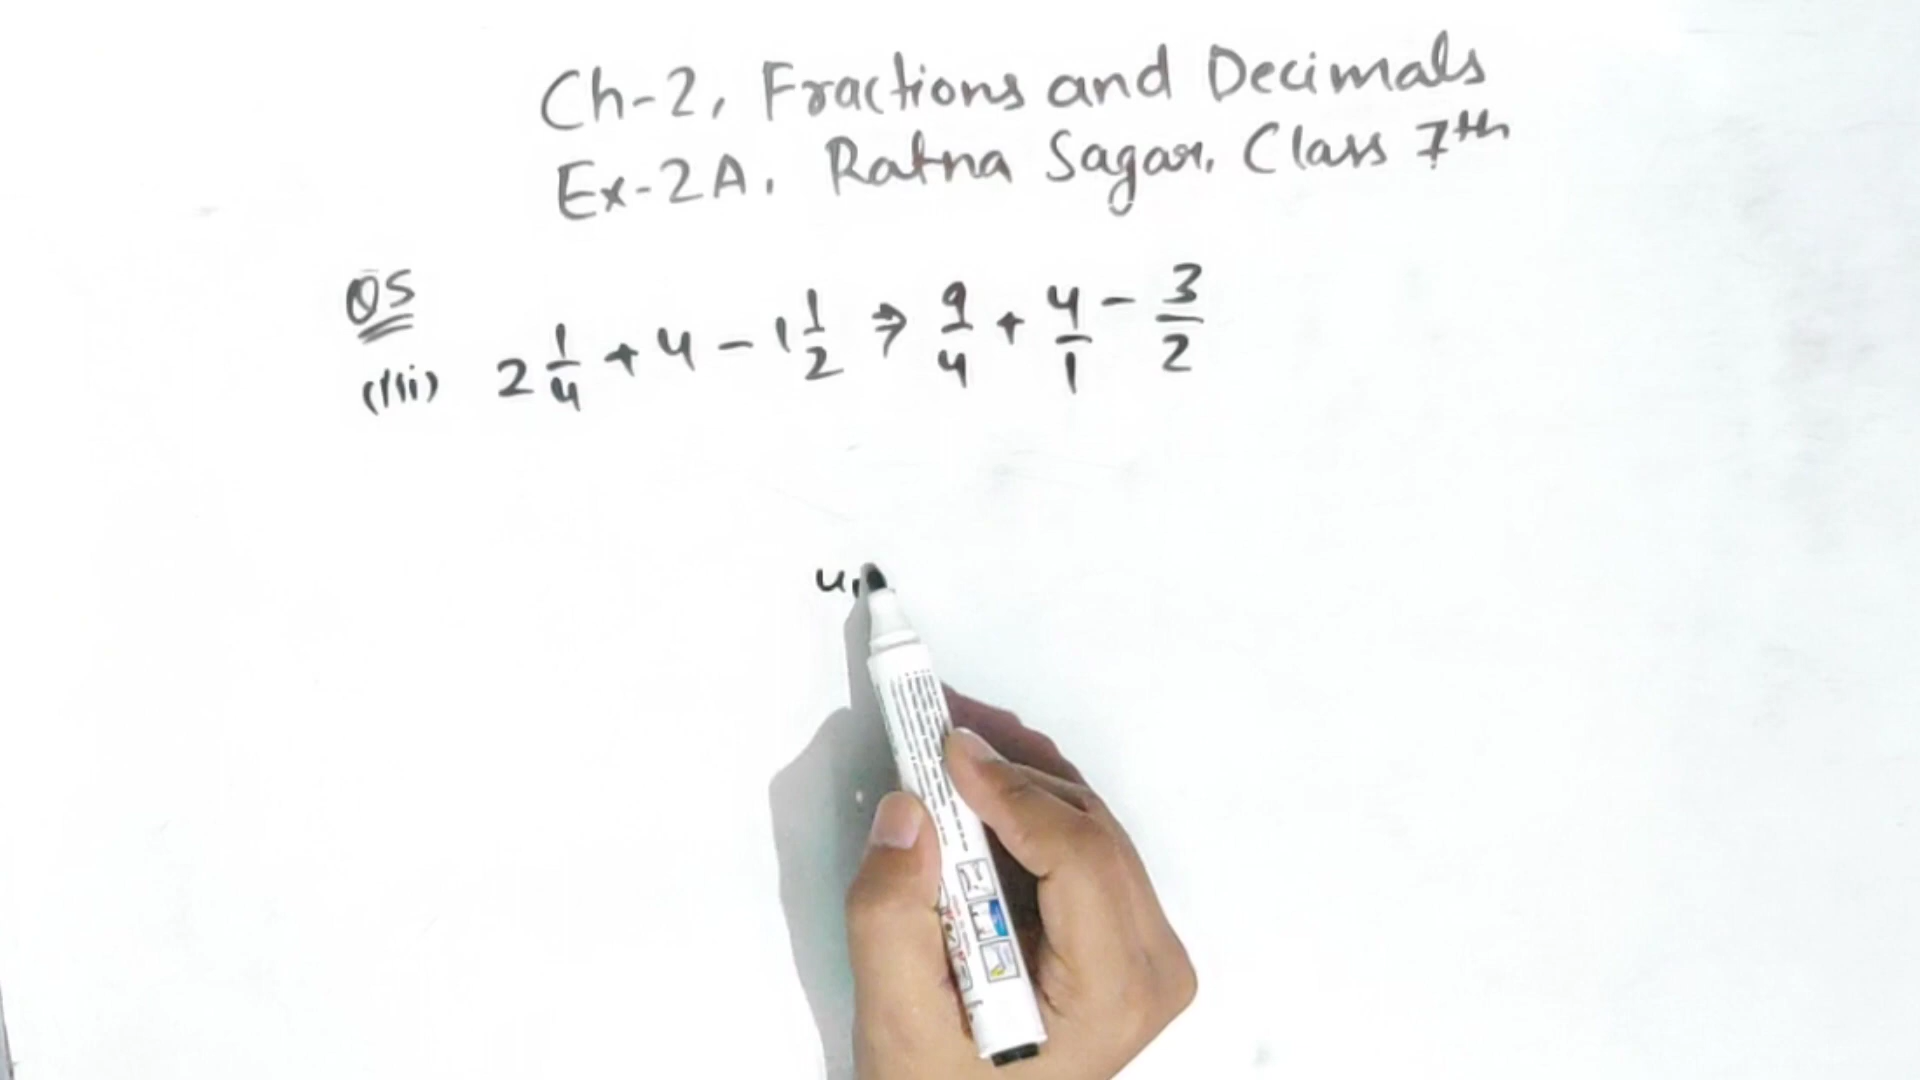 Ch-2, Fractions and Decimals
Ex-2A, Ratna Sagar, Class 7th
Q5
(iii) 2 1/4 + 4 - 1 1/2 ⇒ 9/4 + 4/1 - 3/2
4,